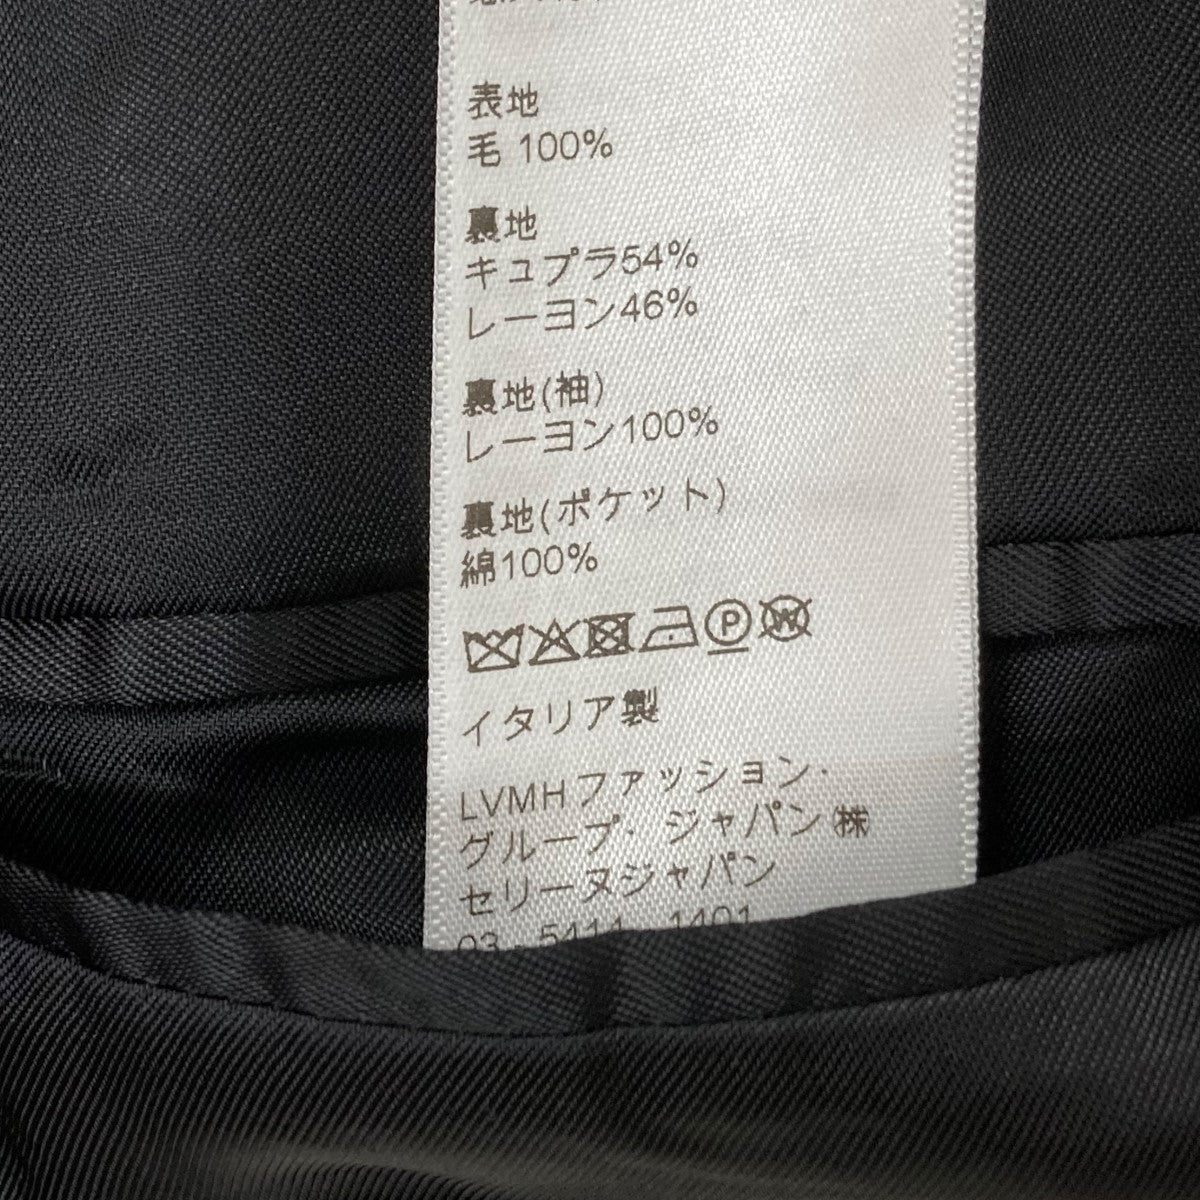 表地
毛 100%
裏地
キュプラ54%
レーヨン46%
裏地(袖)
レーヨン100%
裏地(ポケット)
綿100%
P W
イタリア製
LVMHファッション・
グループ・ジャパン㈱
セリーヌジャパン
03 - 5414 - 1401